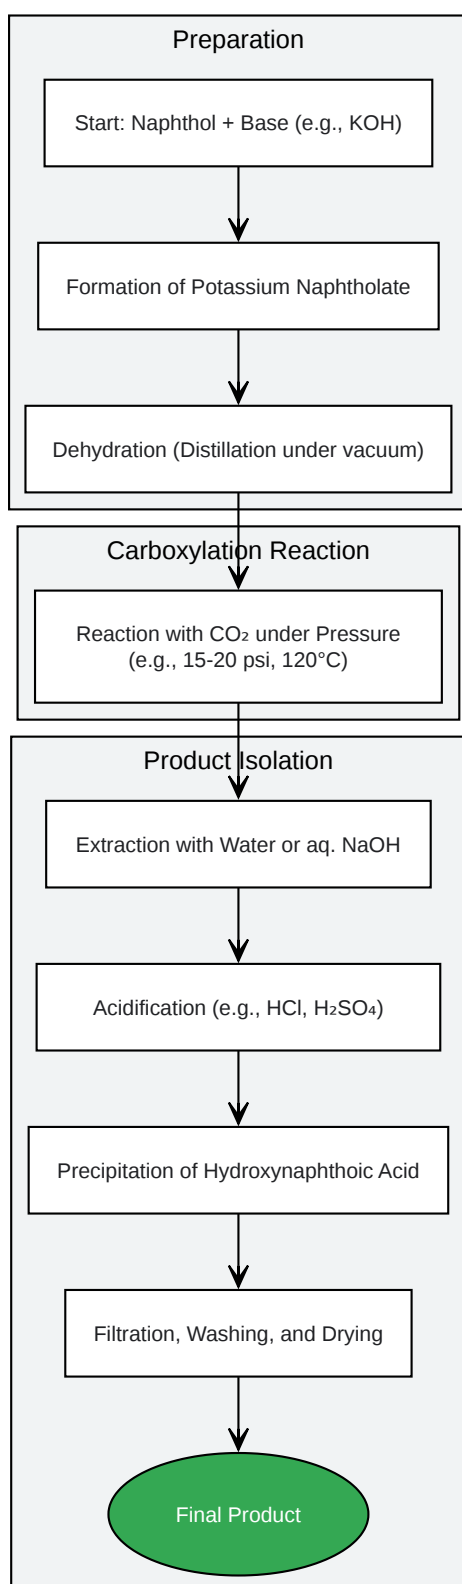 Preparation
Start: Naphthol + Base (e.g., KOH)
Formation of Potassium Naphtholate
Dehydration (Distillation under vacuum)
Carboxylation Reaction
Reaction with CO₂ under Pressure
(e.g., 15-20 psi, 120°C)
Product Isolation
Extraction with Water or aq. NaOH
Acidification (e.g., HCl, H₂SO₄)
Precipitation of Hydroxynaphthoic Acid
Filtration, Washing, and Drying
Final Product